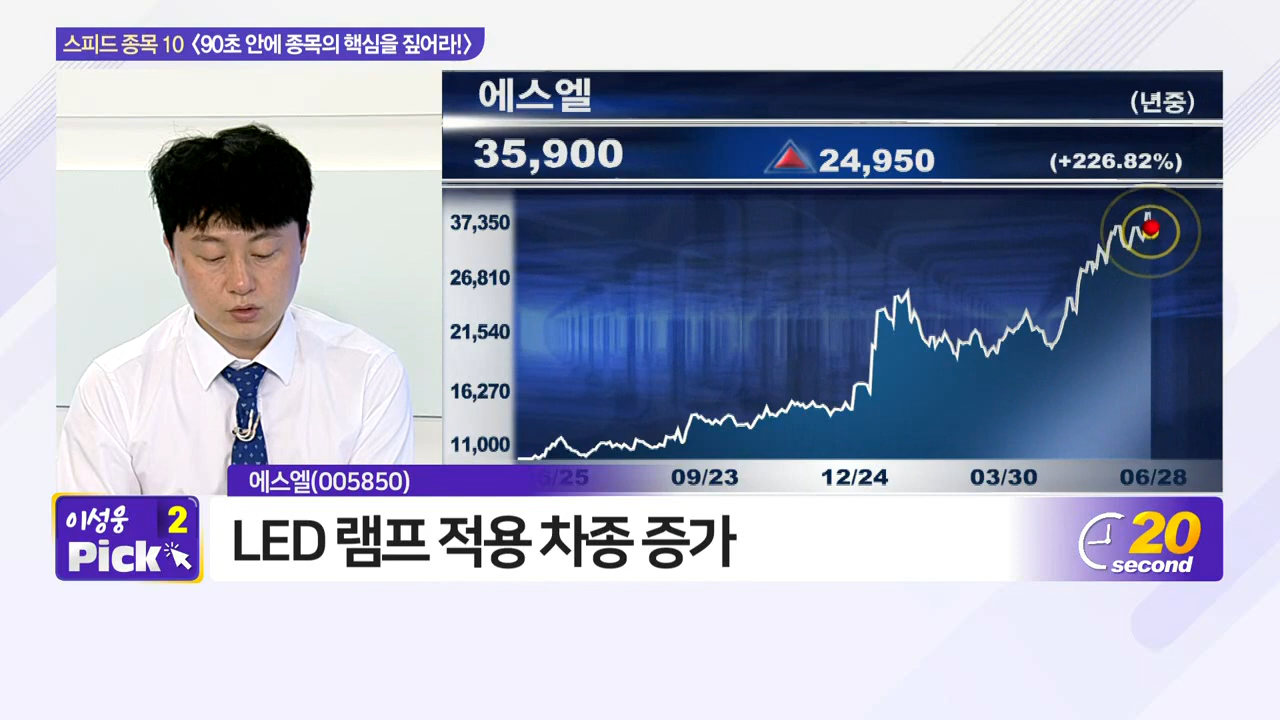 스피드 종목 10 <90초 안에 종목의 핵심을 짚어라!>
에스엘
(년중)
35,900
24,950
(+226.82%)
37,350
26,810
21,540
16,270
11,000
09/23
12/24
03/30
06/28
에스엘(005850)
이성웅 2
Pick
LED 램프 적용 차종 증가
20
second